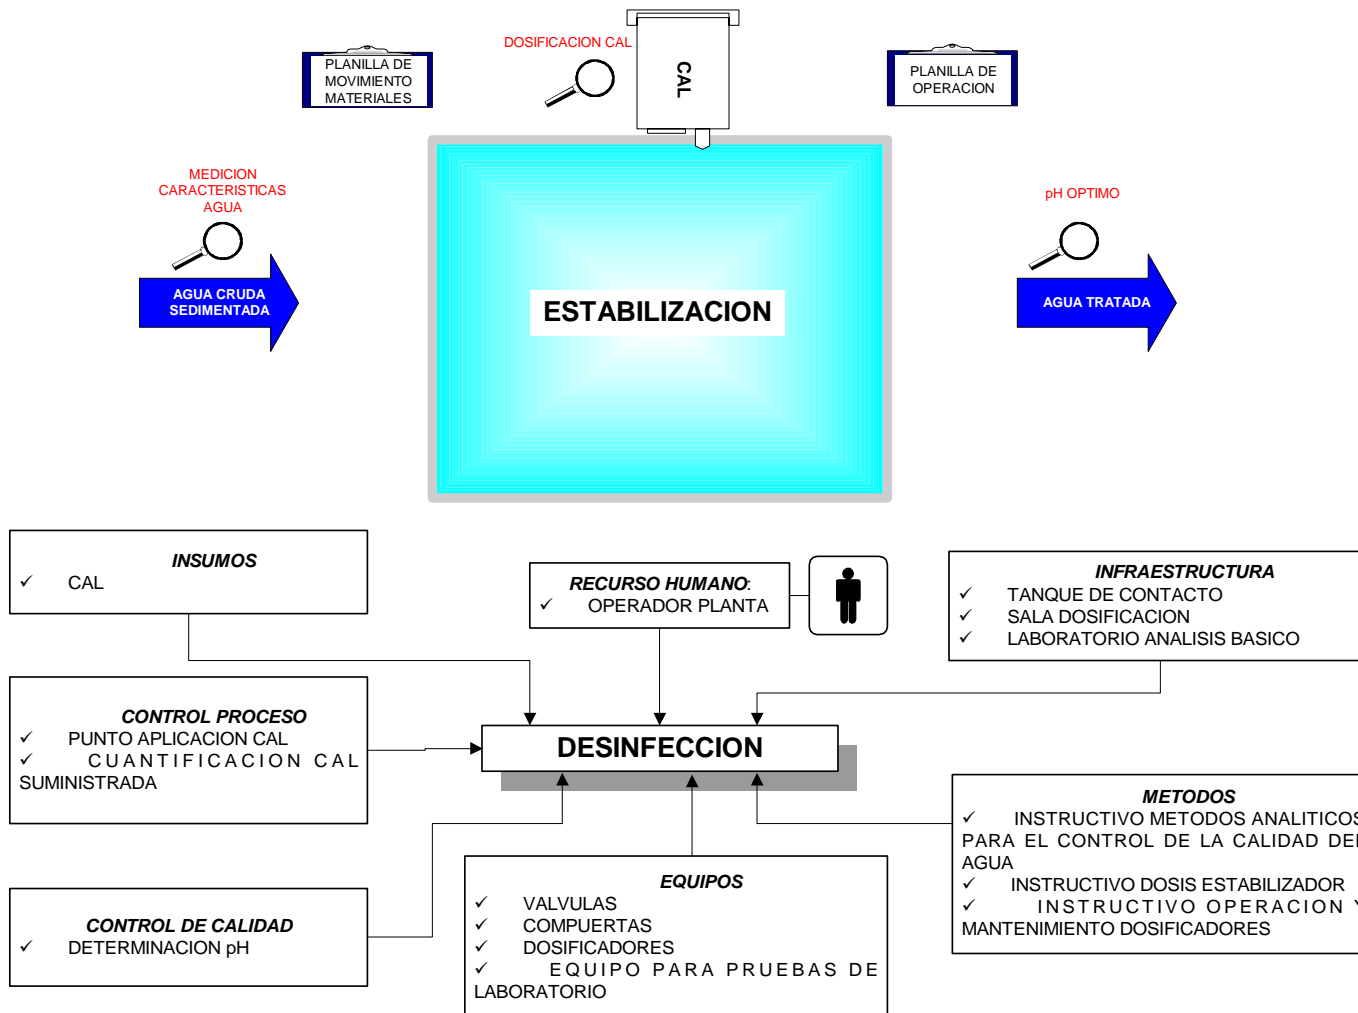 DOSIFICACION CAL
PLANILLA DE
MOVIMIENTO
MATERIALES
CAL
PLANILLA DE
OPERACION
MEDICION
CARACTERISTICAS
AGUA
pH OPTIMO
AGUA CRUDA
SEDIMENTADA
ESTABILIZACION
AGUA TRATADA
INSUMOS
✓ CAL
RECURSO HUMANO:
✓ OPERADOR PLANTA
INFRAESTRUCTURA
✓ TANQUE DE CONTACTO
✓ SALA DOSIFICACION
✓ LABORATORIO ANALISIS BASICO
CONTROL PROCESO
✓ PUNTO APLICACION CAL
✓ CUANTIFICACION CAL
SUMINISTRADA
DESINFECCION
METODOS
✓ INSTRUCTIVO METODOS ANALITICOS
PARA EL CONTROL DE LA CALIDAD DEL
AGUA
✓ INSTRUCTIVO DOSIS ESTABILIZADOR
✓ INSTRUCTIVO OPERACION Y
MANTENIMIENTO DOSIFICADORES
EQUIPOS
✓ VALVULAS
✓ COMPUERTAS
✓ DOSIFICADORES
✓ EQUIPO PARA PRUEBAS DE
LABORATORIO
CONTROL DE CALIDAD
✓ DETERMINACION pH